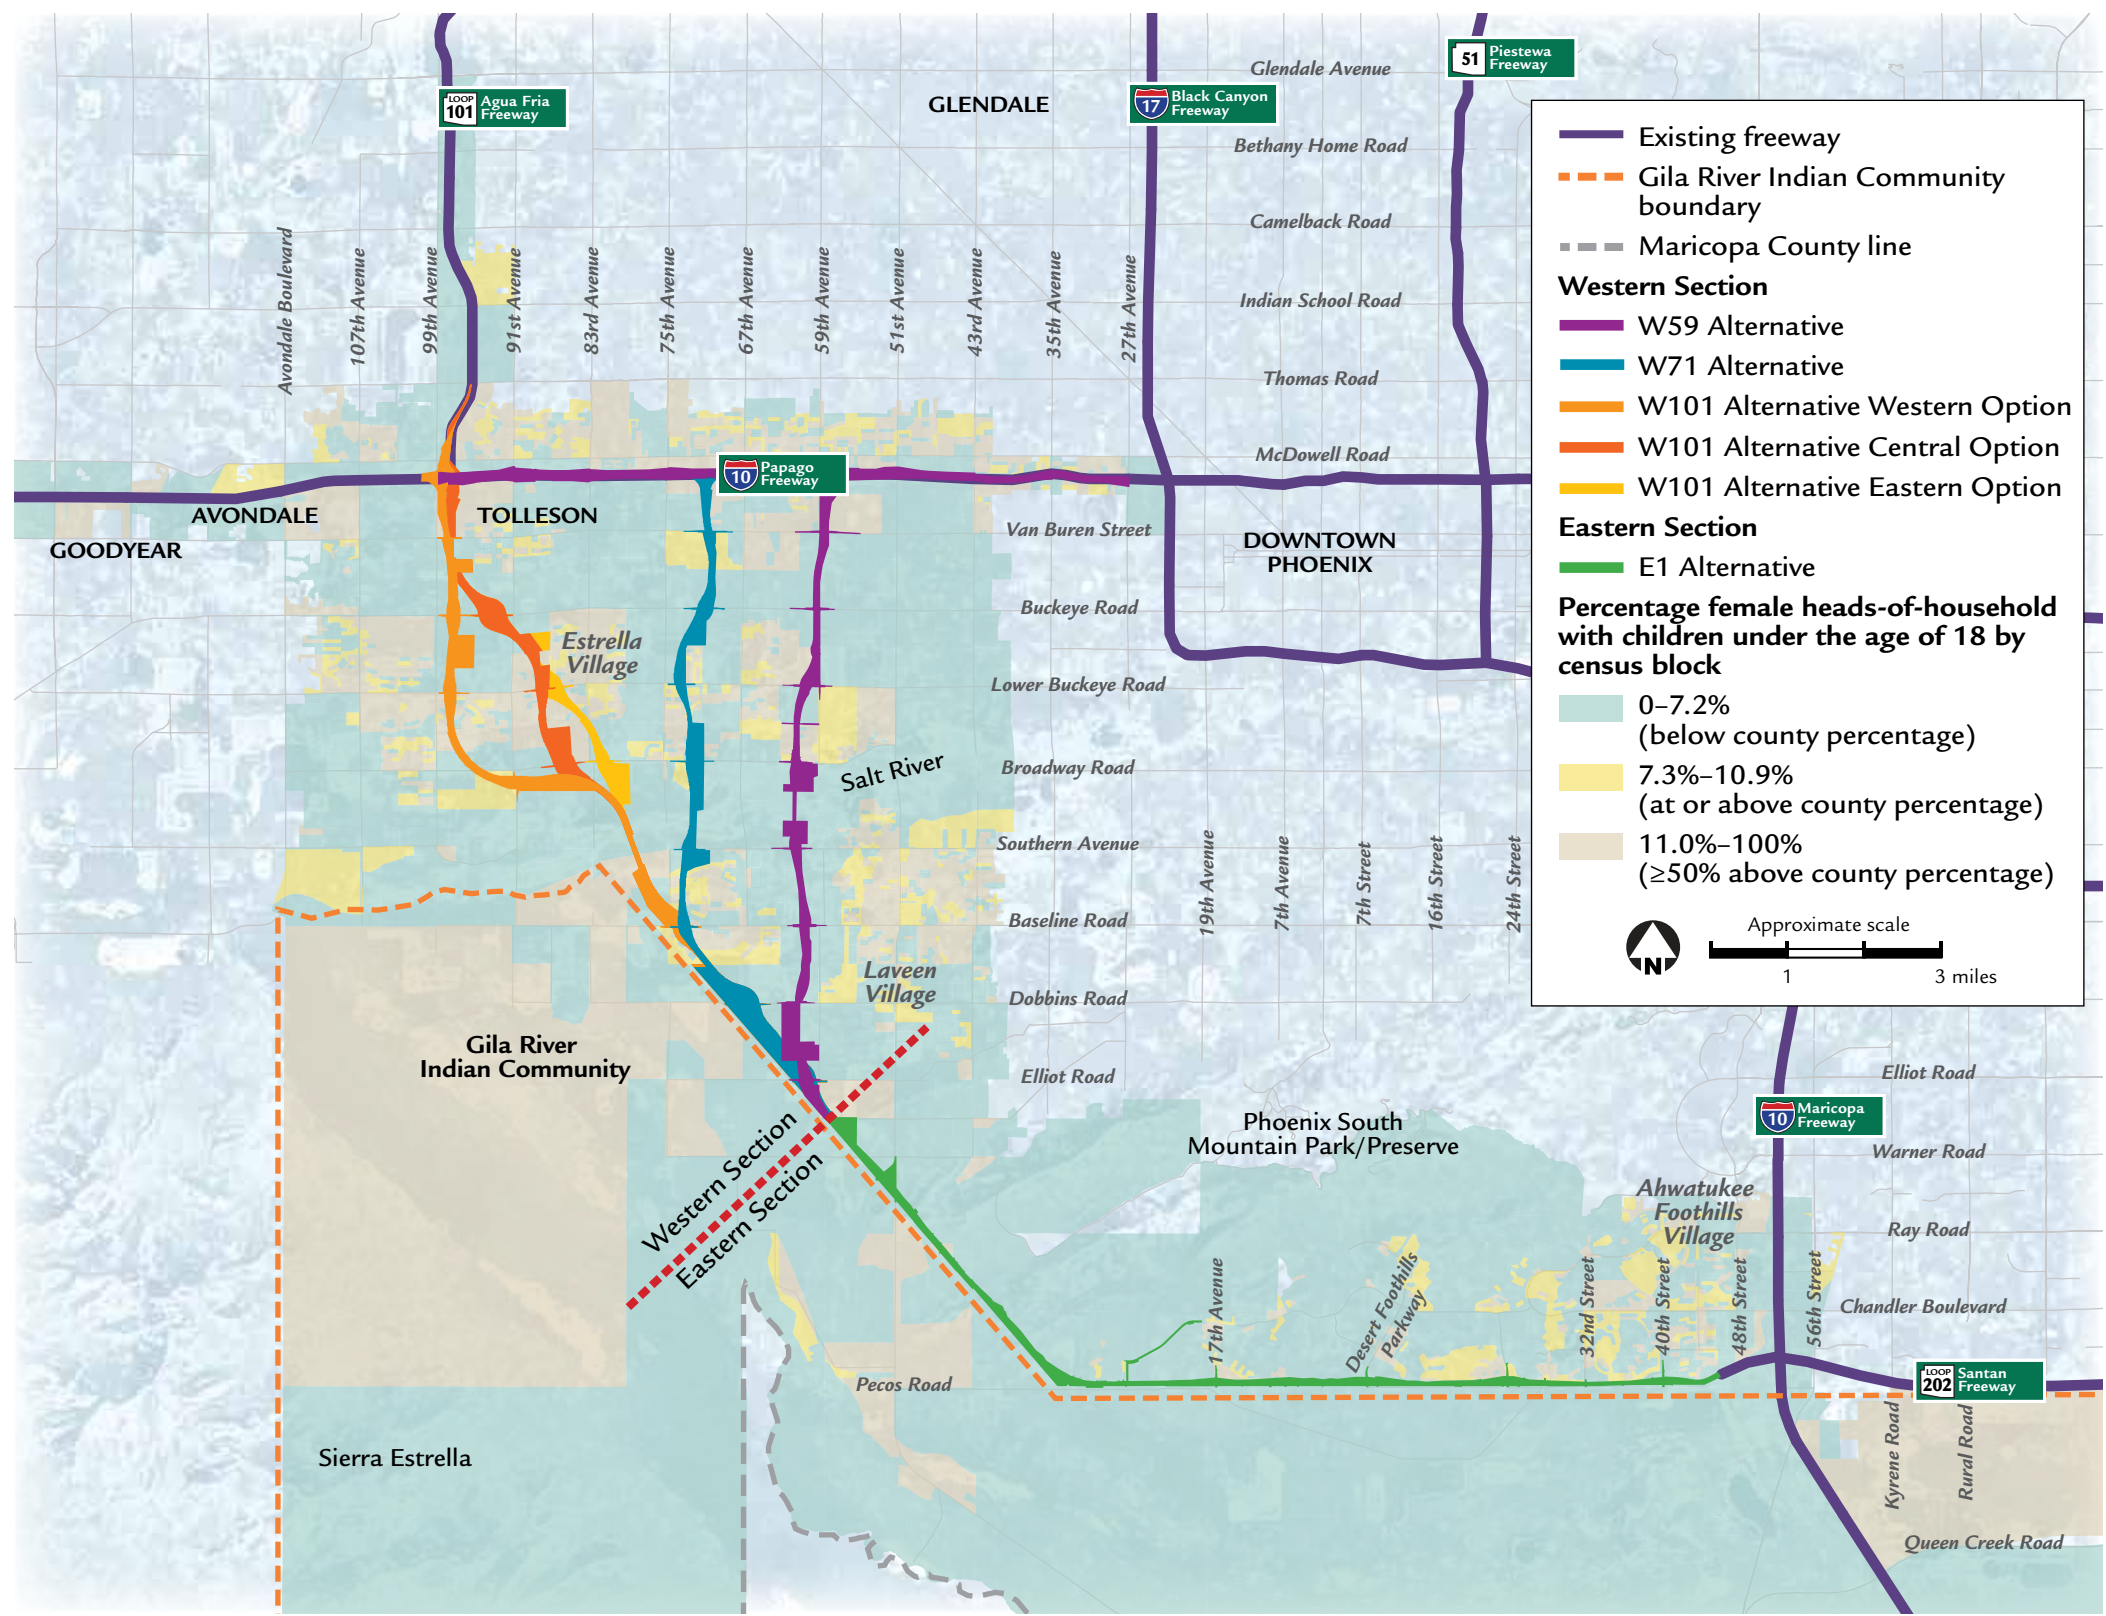 LOOP
101
Agua Fria
Freeway
GLENDALE
17
Black Canyon
Freeway
51
Piestewa
Freeway
Glendale Avenue
Bethany Home Road
Camelback Road
Indian School Road
Thomas Road
McDowell Road
Avondale Boulevard
107th Avenue
99th Avenue
91st Avenue
83rd Avenue
75th Avenue
67th Avenue
59th Avenue
51st Avenue
43rd Avenue
35th Avenue
27th Avenue
10
Papago
Freeway
AVONDALE
TOLLESON
GOODYEAR
Van Buren Street
DOWNTOWN
PHOENIX
Buckeye Road
Estrella
Village
Lower Buckeye Road
Salt River
Broadway Road
Southern Avenue
Baseline Road
19th Avenue
7th Avenue
7th Street
16th Street
24th Street
Laveen
Village
Dobbins Road
Elliot Road
Gila River
Indian Community
Western Section
Eastern Section
Phoenix South
Mountain Park/Preserve
Elliot Road
10
Maricopa
Freeway
Warner Road
Ahwatukee
Foothills
Village
Ray Road
17th Avenue
Desert Foothills
Parkway
32nd Street
40th Street
48th Street
56th Street
Chandler Boulevard
Pecos Road
LOOP
202
Santan
Freeway
Sierra Estrella
Kyrene Road
Rural Road
Queen Creek Road
Existing freeway
Gila River Indian Community
boundary
Maricopa County line
Western Section
W59 Alternative
W71 Alternative
W101 Alternative Western Option
W101 Alternative Central Option
W101 Alternative Eastern Option
Eastern Section
E1 Alternative
Percentage female heads-of-household
with children under the age of 18 by
census block
0–7.2%
(below county percentage)
7.3%–10.9%
(at or above county percentage)
11.0%–100%
(≥50% above county percentage)
N
Approximate scale
1
3 miles